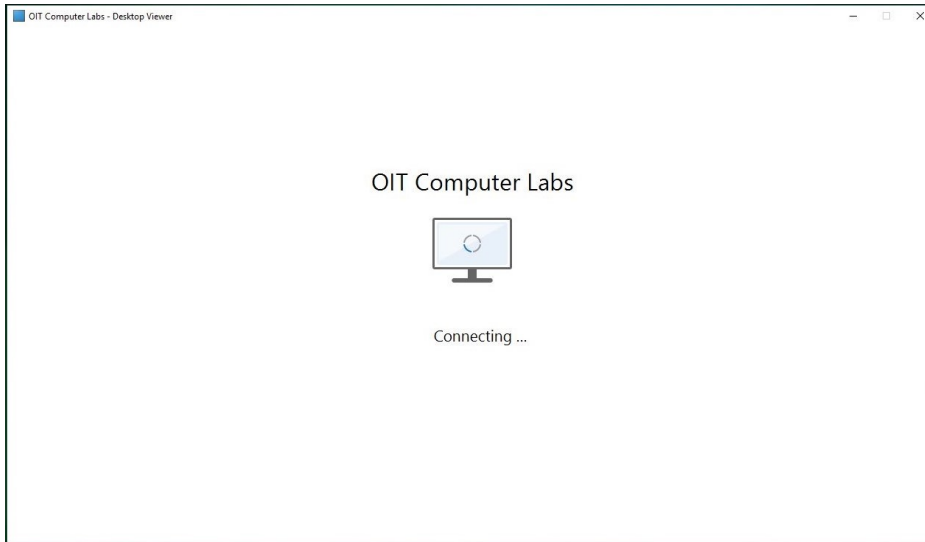 OIT Computer Labs - Desktop Viewer
OIT Computer Labs
Connecting ...